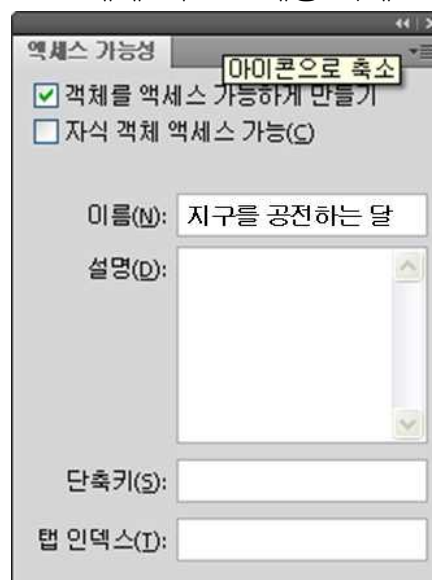 액세스 가능성
아이콘으로 축소
객체를 액세스 가능하게 만들기
자식 객체 액세스 가능(C)
이름(N): 지구를 공전하는 달
설명(D):
단축키(S):
탭 인덱스(T):